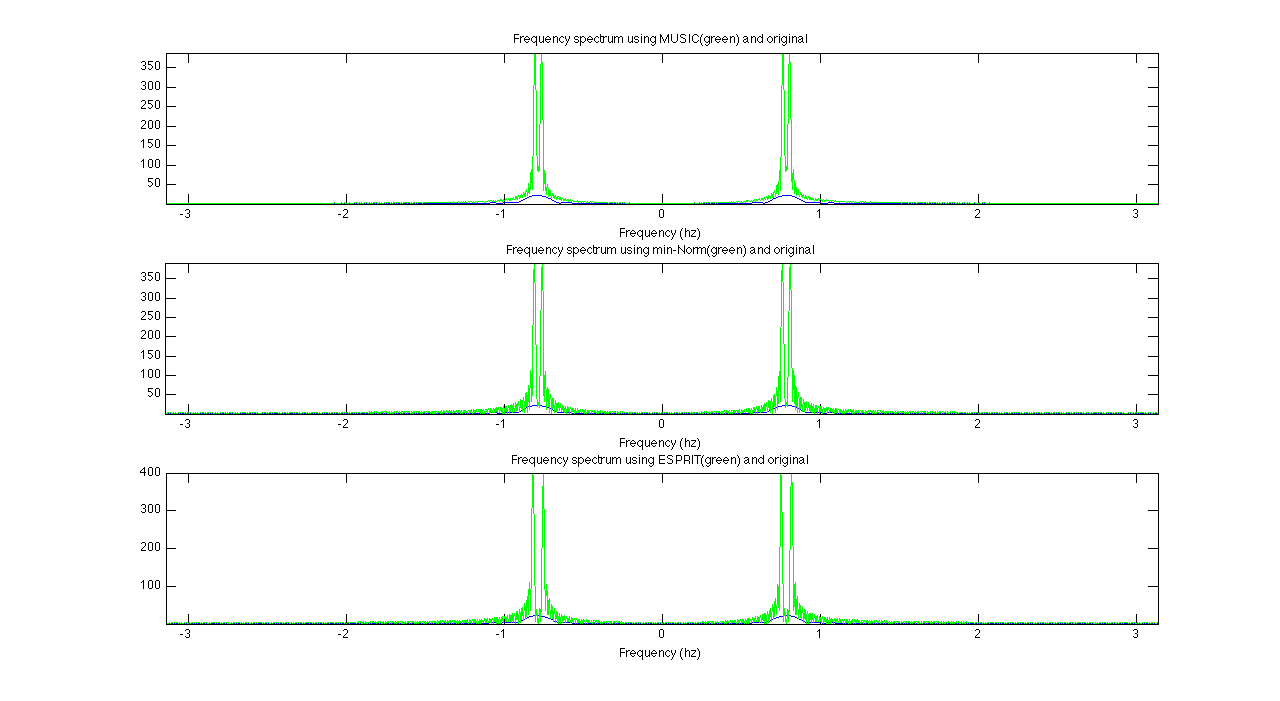 Frequency spectrum using MUSIC(green) and original
350
300
250
200
150
100
50
-3 -2 -1 0 1 2 3
Frequency (hz)
Frequency spectrum using min-Norm(green) and original
350
300
250
200
150
100
50
-3 -2 -1 0 1 2 3
Frequency (hz)
Frequency spectrum using ESPRIT(green) and original
400
300
200
100
-3 -2 -1 0 1 2 3
Frequency (hz)